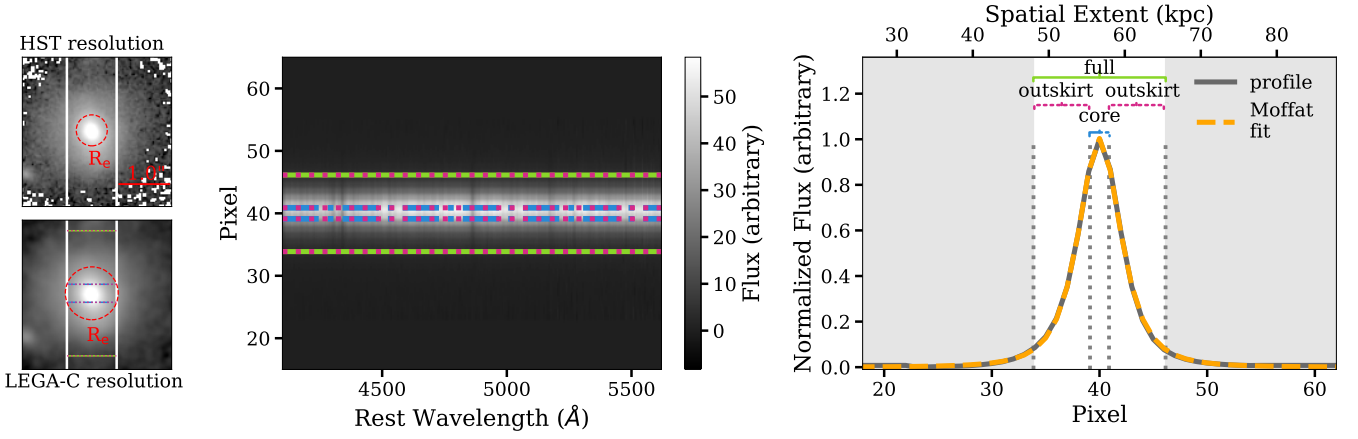 HST resolution
Re
1.0"
Re
LEGA-C resolution
Pixel
60
50
40
30
20
4500
5000
5500
Rest Wavelength (Å)
50
40
30
20
10
0
Flux (arbitrary)
Spatial Extent (kpc)
30
40
50
60
70
80
Normalized Flux (arbitrary)
1.2
1.0
0.8
0.6
0.4
0.2
0.0
full
outskirt
outskirt
core
profile
Moffat
fit
20
30
40
50
60
Pixel